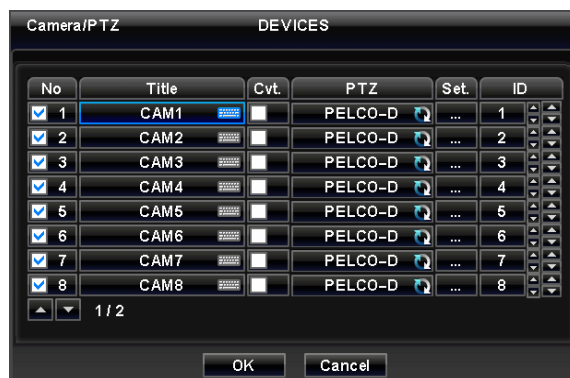 Camera/PTZ DEVICES
No Title Cvt. PTZ Set. ID
1 CAM1 PELCO-D ... 1
2 CAM2 PELCO-D ... 2
3 CAM3 PELCO-D ... 3
4 CAM4 PELCO-D ... 4
5 CAM5 PELCO-D ... 5
6 CAM6 PELCO-D ... 6
7 CAM7 PELCO-D ... 7
8 CAM8 PELCO-D ... 8
1 / 2
OK Cancel